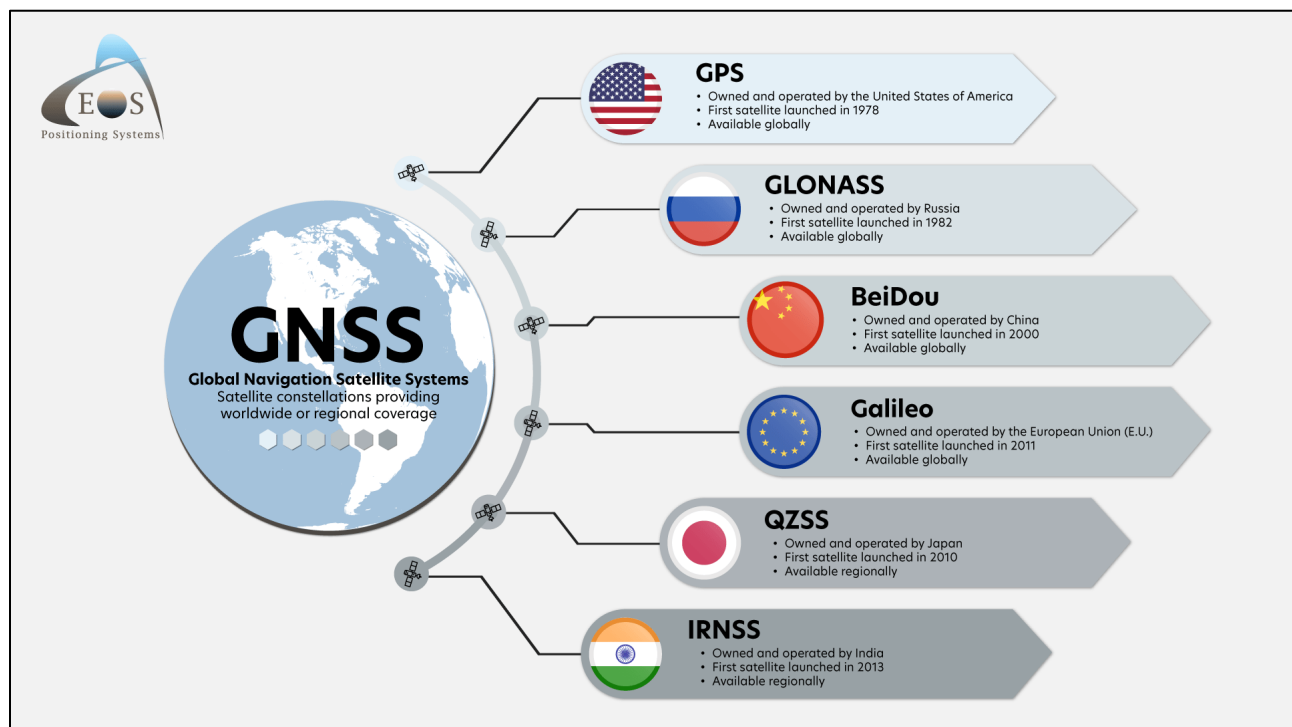 EOS
Positioning Systems
GNSS
Global Navigation Satellite Systems
Satellite constellations providing
worldwide or regional coverage
GPS
• Owned and operated by the United States of America
• First satellite launched in 1978
• Available globally
GLONASS
• Owned and operated by Russia
• First satellite launched in 1982
• Available globally
BeiDou
• Owned and operated by China
• First satellite launched in 2000
• Available globally
Galileo
• Owned and operated by the European Union (E.U.)
• First satellite launched in 2011
• Available globally
QZSS
• Owned and operated by Japan
• First satellite launched in 2010
• Available regionally
IRNSS
• Owned and operated by India
• First satellite launched in 2013
• Available regionally